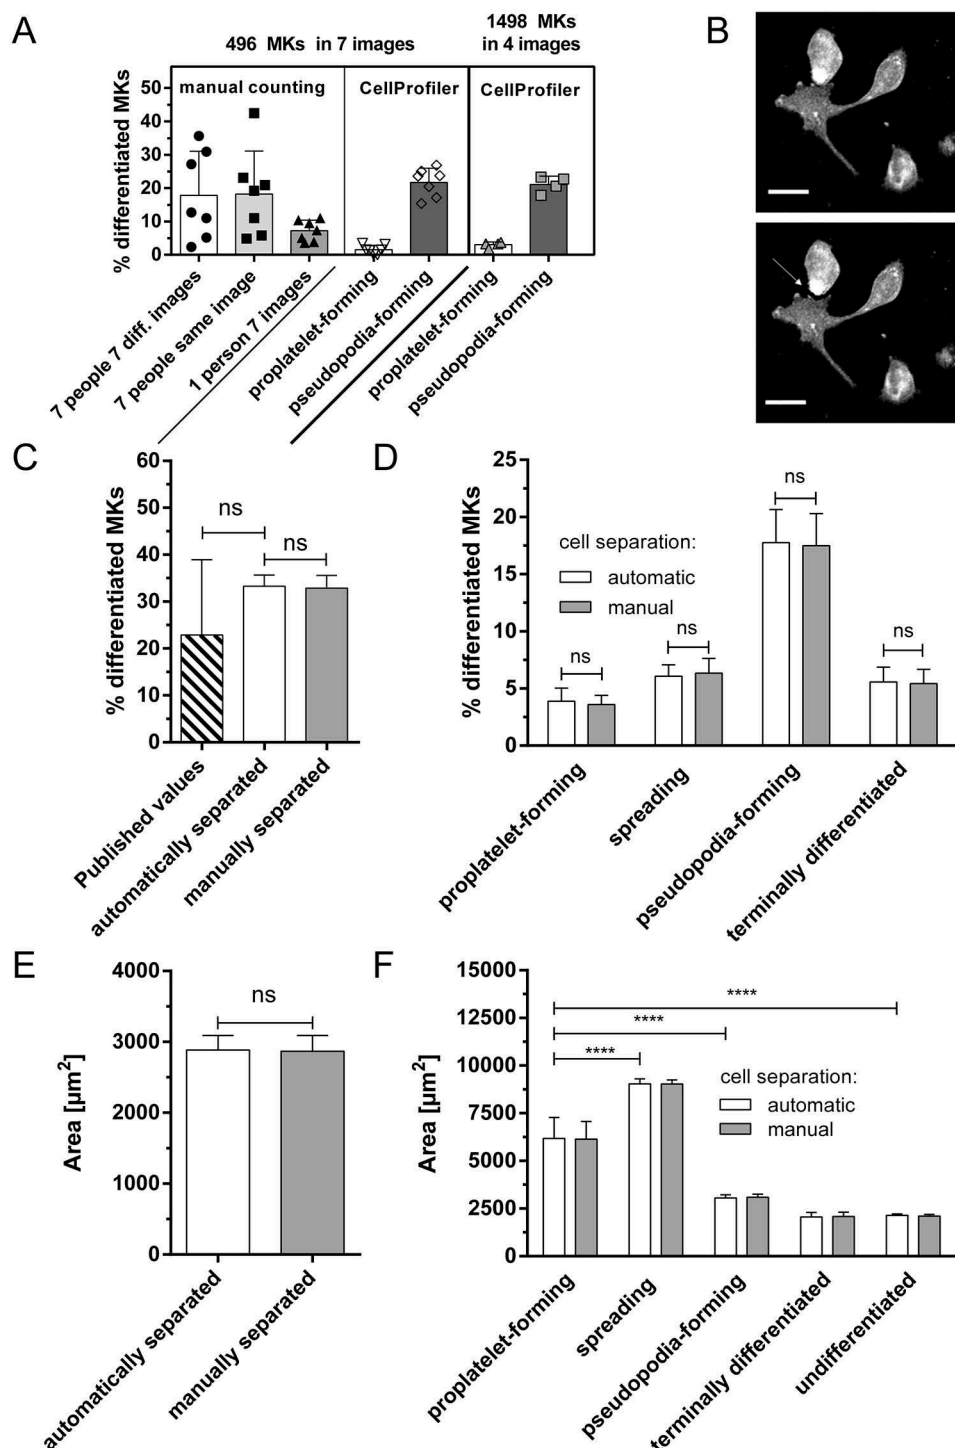 A
496 MKs in 7 images
1498 MKs
in 4 images
B
% differentiated MKs
50
40
30
20
10
0
manual counting
CellProfiler
CellProfiler
7 people 7 diff. images
7 people same image
1 person 7 images
proplatelet-forming
pseudopodia-forming
proplatelet-forming
pseudopodia-forming
C
% differentiated MKs
60
50
40
30
20
10
0
ns
ns
Published values
automatically separated
manually separated
D
% differentiated MKs
25
20
15
10
5
0
cell separation:
automatic
manual
ns
ns
ns
ns
proplatelet-forming
spreading
pseudopodia-forming
terminally differentiated
E
Area [µm²]
4000
3000
2000
1000
0
ns
automatically separated
manually separated
F
Area [µm²]
15000
12500
10000
7500
5000
2500
0
****
****
****
cell separation:
automatic
manual
proplatelet-forming
spreading
pseudopodia-forming
terminally differentiated
undifferentiated